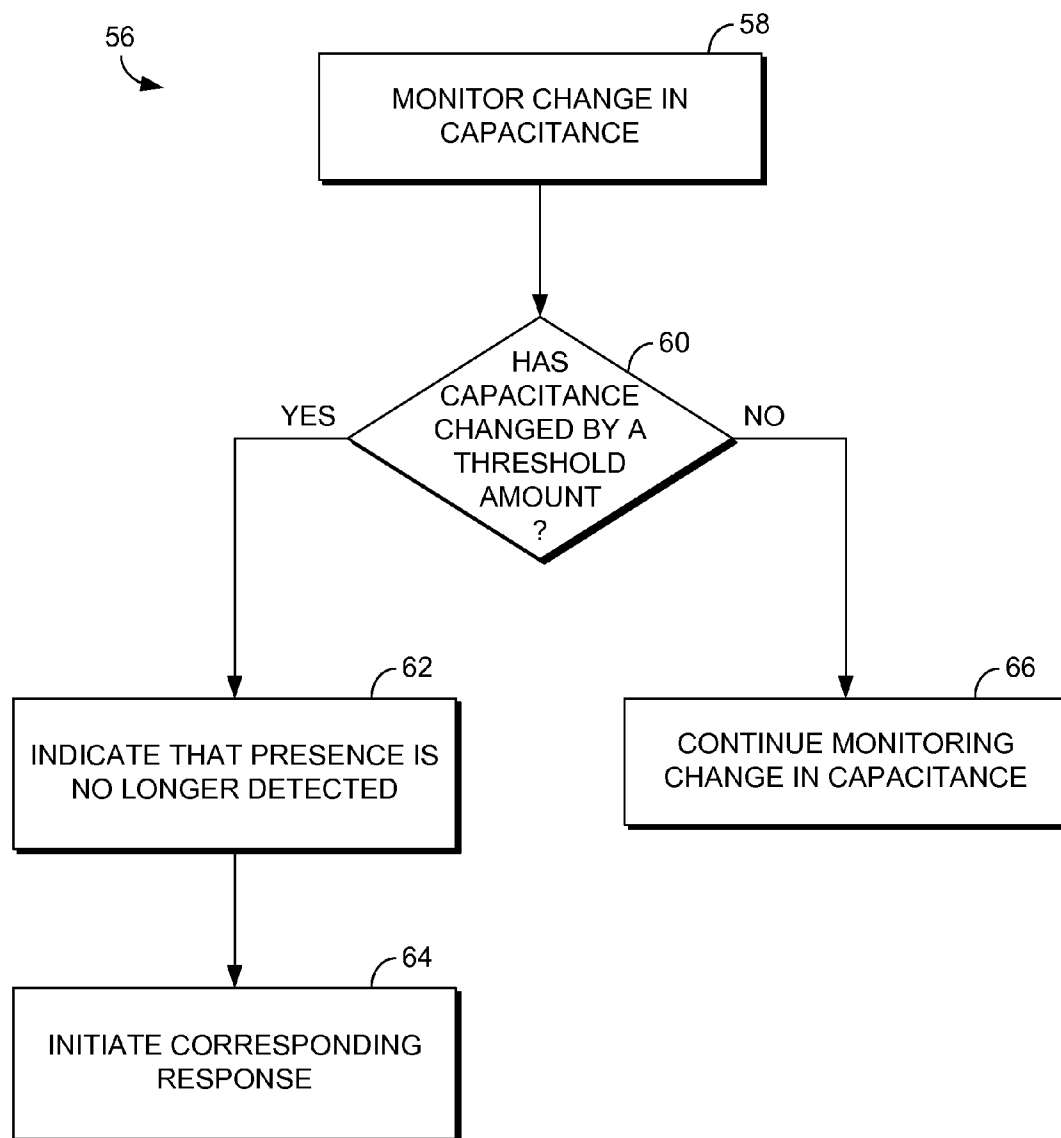 56
58
MONITOR CHANGE IN
CAPACITANCE
60
HAS
CAPACITANCE
CHANGED BY A
THRESHOLD
AMOUNT
?
YES
NO
62
INDICATE THAT PRESENCE IS
NO LONGER DETECTED
66
CONTINUE MONITORING
CHANGE IN CAPACITANCE
64
INITIATE CORRESPONDING
RESPONSE